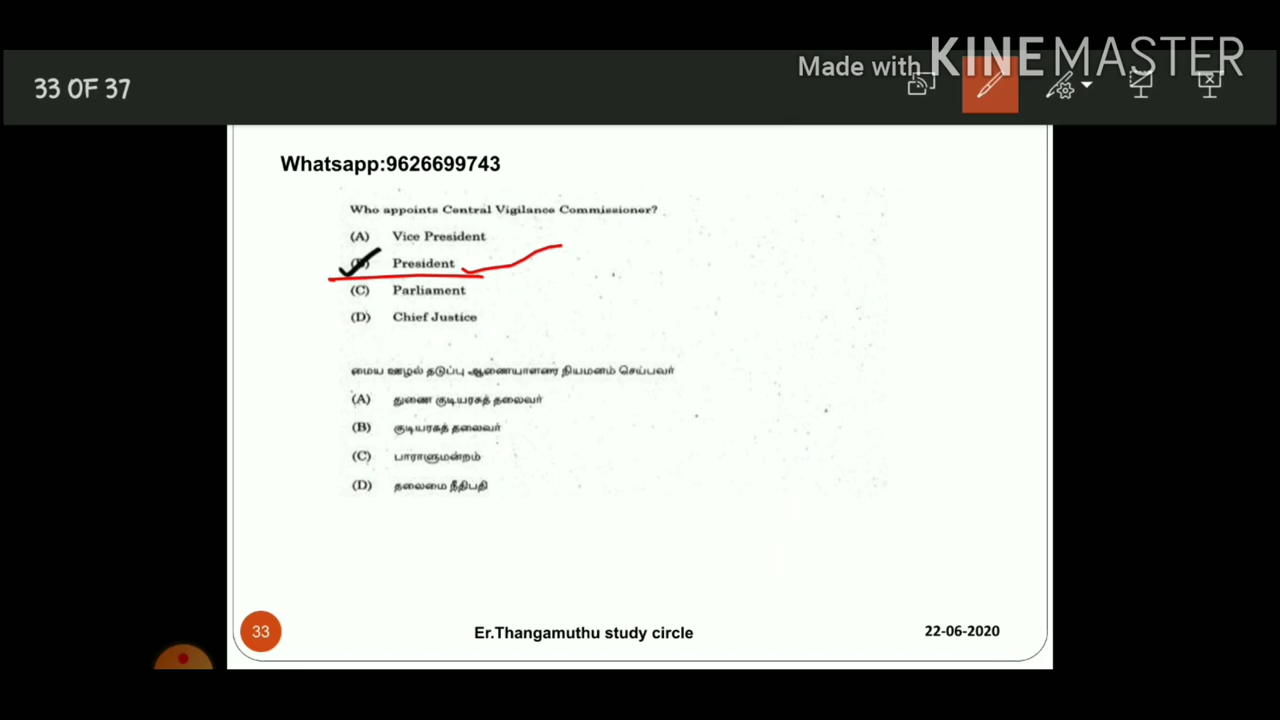 Made with KINEMASTER
33 OF 37
Whatsapp:9626699743
Who appoints Central Vigilance Commissioner?
(A) Vice President
(B) President
(C) Parliament
(D) Chief Justice
மைய ஊழல் தடுப்பு ஆணையாளரை நியமனம் செய்பவர்
(A) துணை குடியரசுத் தலைவர்
(B) குடியரசுத் தலைவர்
(C) பாராளுமன்றம்
(D) தலைமை நீதிபதி
33
Er.Thangamuthu study circle
22-06-2020